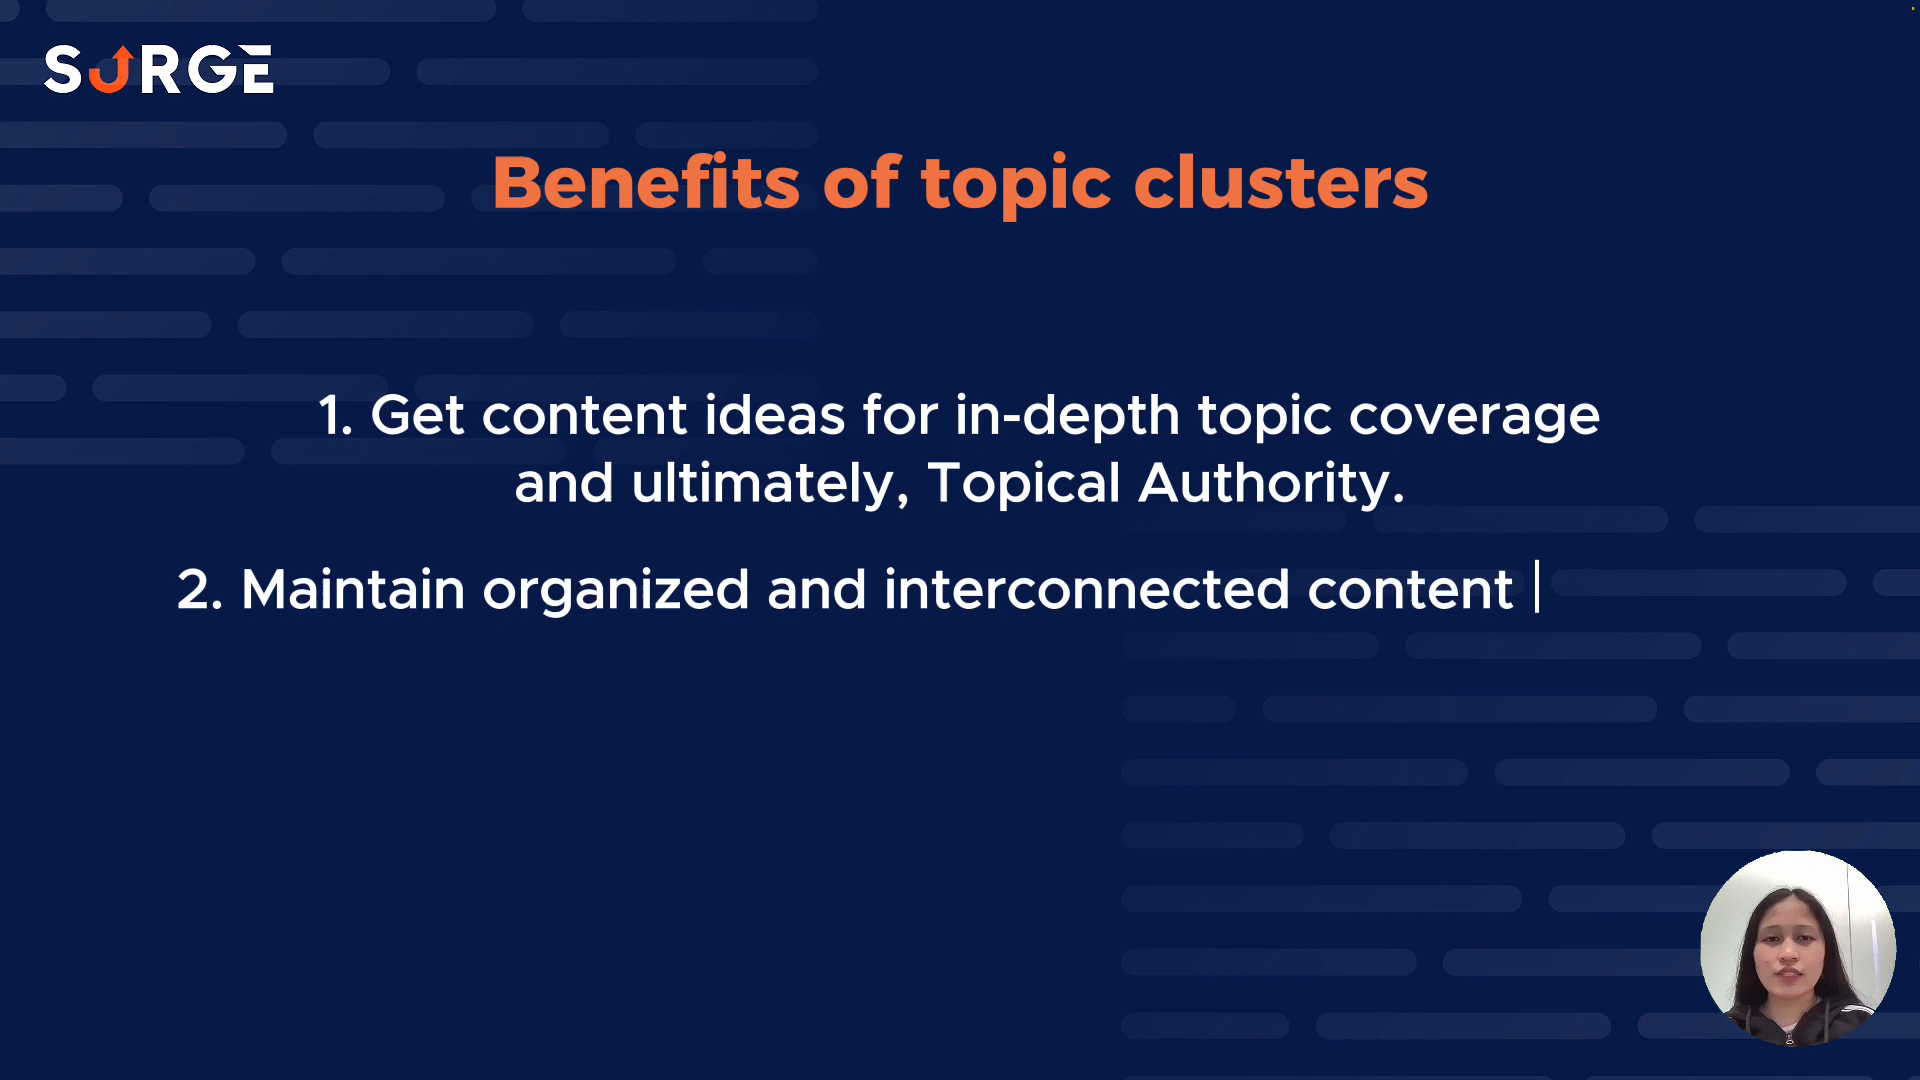 SURGE
Benefits of topic clusters
1. Get content ideas for in-depth topic coverage
and ultimately, Topical Authority.
2. Maintain organized and interconnected content